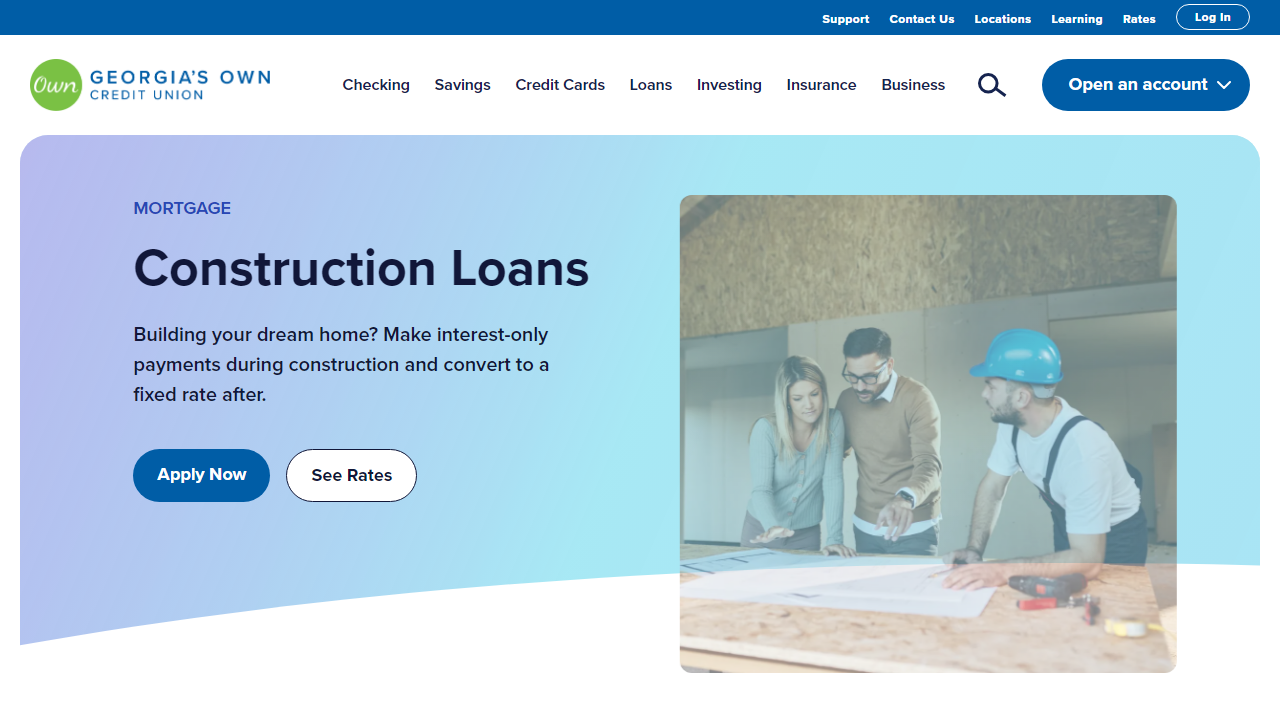 Support Contact Us Locations Learning Rates Log In
Own GEORGIA'S OWN
CREDIT UNION
Checking Savings Credit Cards Loans Investing Insurance Business Open an account
MORTGAGE
Construction Loans
Building your dream home? Make interest-only
payments during construction and convert to a
fixed rate after.
Apply Now See Rates